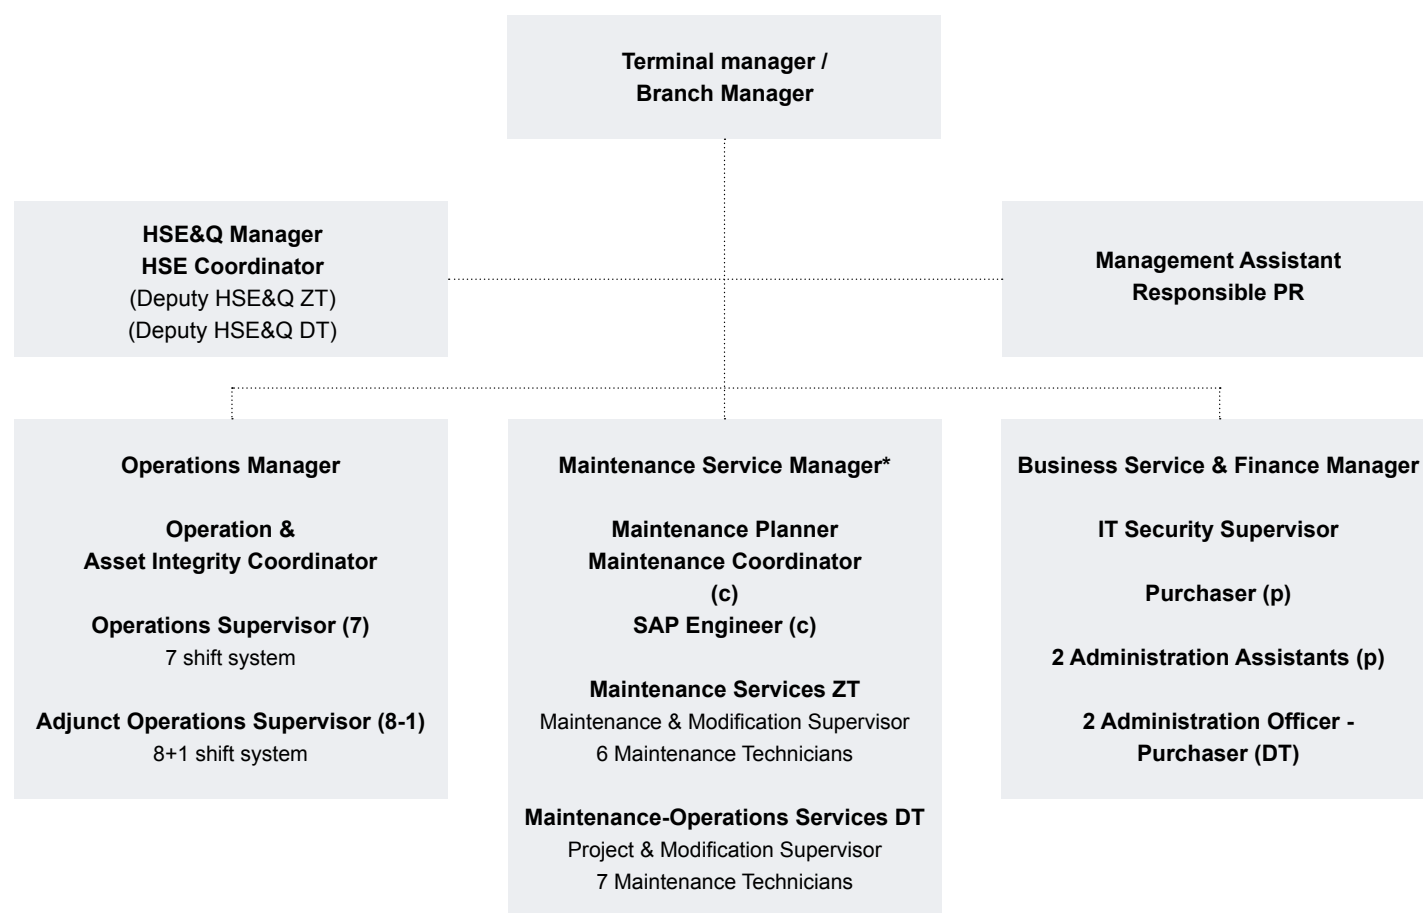 Terminal manager /
Branch Manager
HSE&Q Manager
HSE Coordinator
(Deputy HSE&Q ZT)
(Deputy HSE&Q DT)
Management Assistant
Responsible PR
Operations Manager
Operation &
Asset Integrity Coordinator
Operations Supervisor (7)
7 shift system
Adjunct Operations Supervisor (8-1)
8+1 shift system
Maintenance Service Manager*
Maintenance Planner
Maintenance Coordinator
(c)
SAP Engineer (c)
Maintenance Services ZT
Maintenance & Modification Supervisor
6 Maintenance Technicians
Maintenance-Operations Services DT
Project & Modification Supervisor
7 Maintenance Technicians
Business Service & Finance Manager
IT Security Supervisor
Purchaser (p)
2 Administration Assistants (p)
2 Administration Officer -
Purchaser (DT)